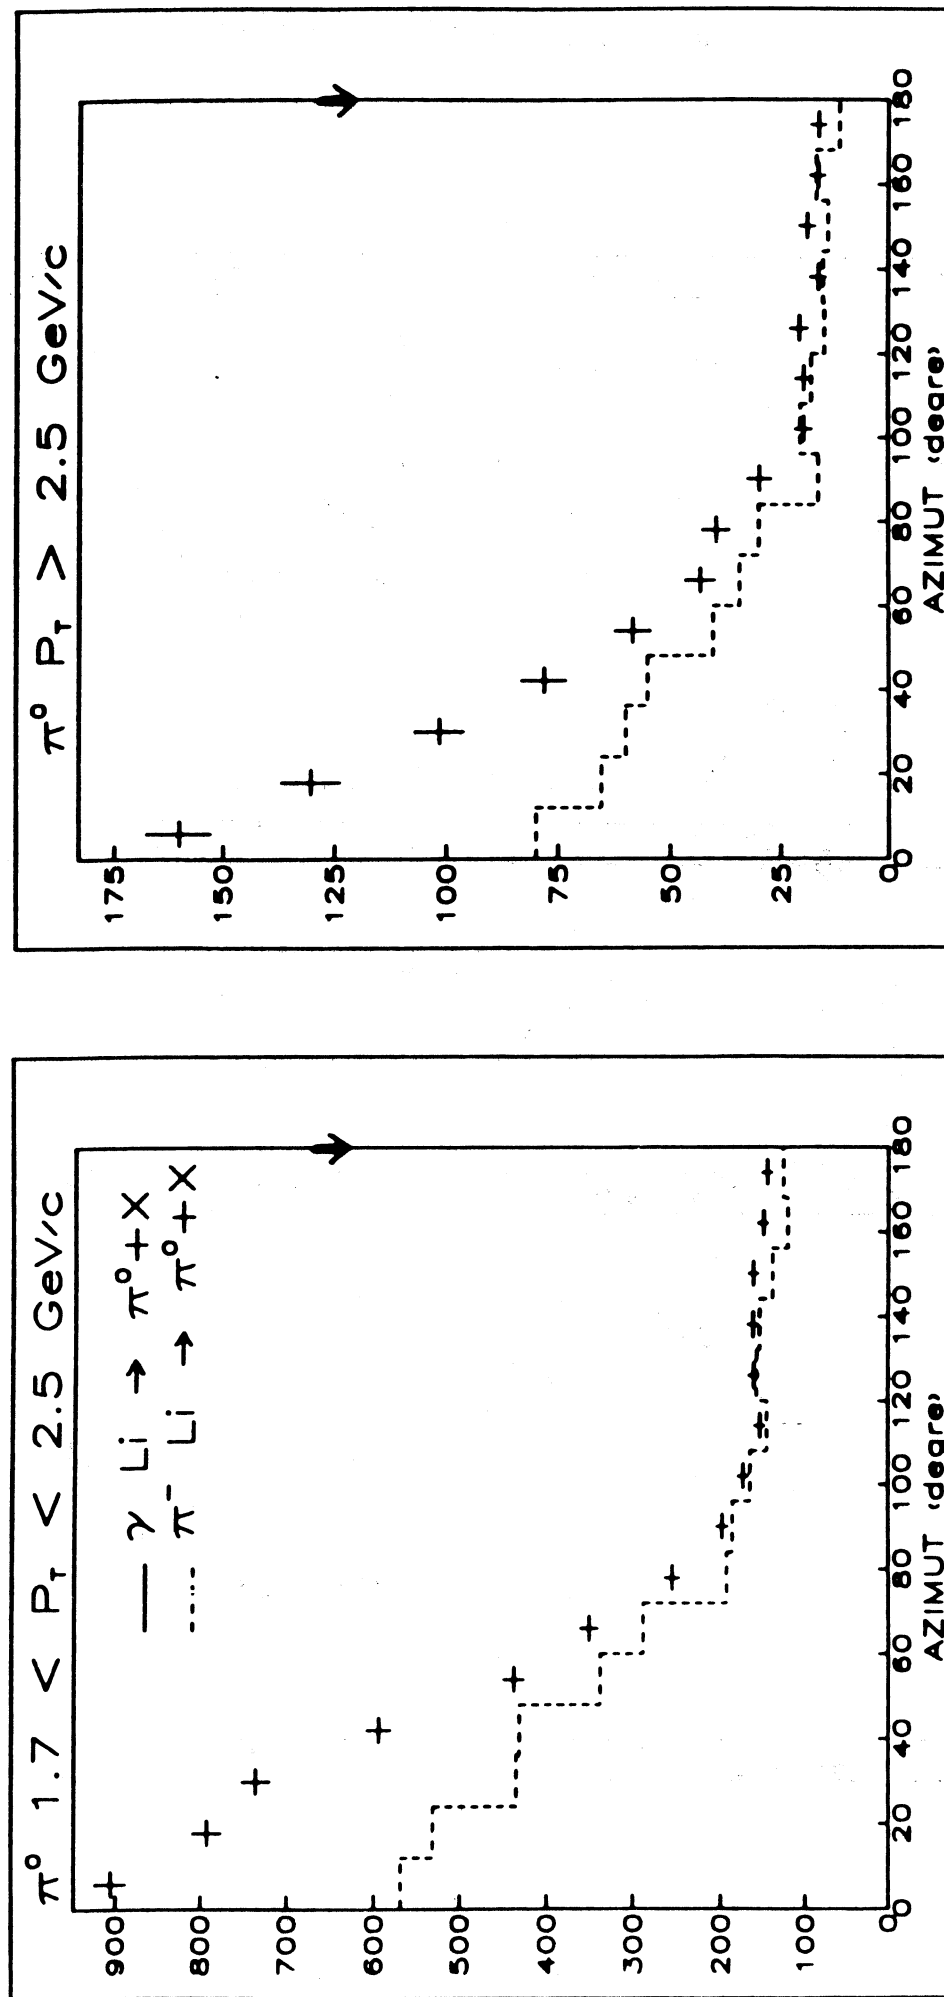 π⁰ 1.7 < P_T < 2.5 GeV/c
γ Li → π⁰+X
π⁻ Li → π⁰+X
900
800
700
600
500
400
300
200
100
0
0 20 40 60 80 100 120 140 160 180
AZIMUT (degre)
π⁰ P_T > 2.5 GeV/c
175
150
125
100
75
50
25
0
0 20 40 60 80 100 120 140 160 180
AZIMUT (degre)